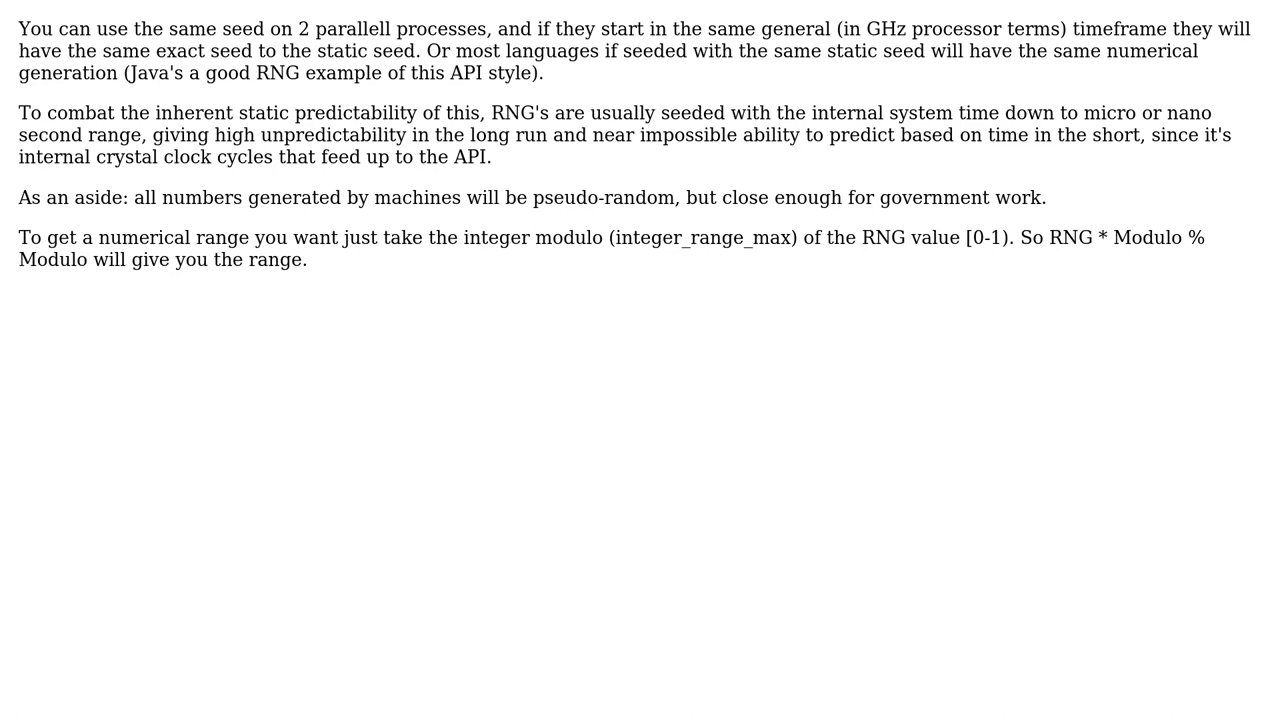 You can use the same seed on 2 parallell processes, and if they start in the same general (in GHz processor terms) timeframe they will
have the same exact seed to the static seed. Or most languages if seeded with the same static seed will have the same numerical
generation (Java's a good RNG example of this API style).
To combat the inherent static predictability of this, RNG's are usually seeded with the internal system time down to micro or nano
second range, giving high unpredictability in the long run and near impossible ability to predict based on time in the short, since it's
internal crystal clock cycles that feed up to the API.
As an aside: all numbers generated by machines will be pseudo-random, but close enough for government work.
To get a numerical range you want just take the integer modulo (integer_range_max) of the RNG value [0-1). So RNG * Modulo %
Modulo will give you the range.